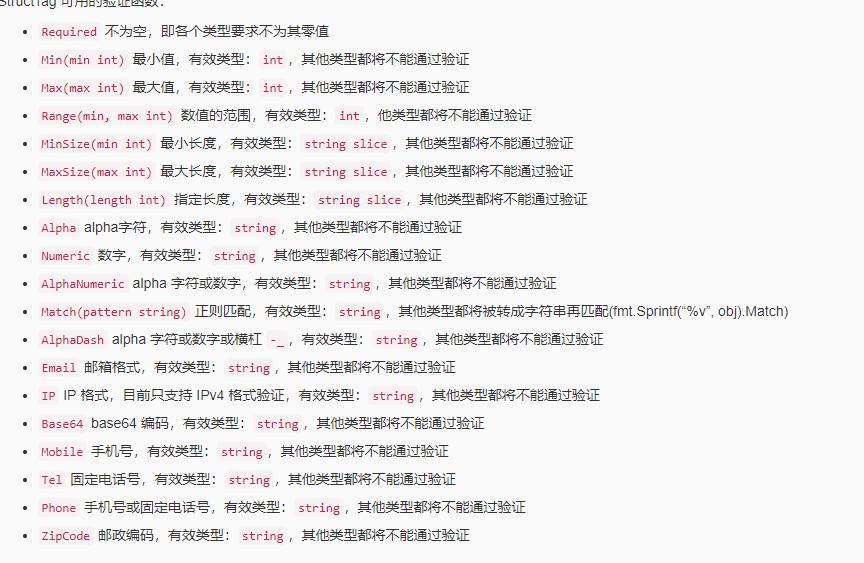 StructTag 可用的验证函数：
Required 不为空，即各个类型要求不为其零值
Min(min int) 最小值，有效类型：int，其他类型都将不能通过验证
Max(max int) 最大值，有效类型：int，其他类型都将不能通过验证
Range(min, max int) 数值的范围，有效类型：int，他类型都将不能通过验证
MinSize(min int) 最小长度，有效类型：string slice，其他类型都将不能通过验证
MaxSize(max int) 最大长度，有效类型：string slice，其他类型都将不能通过验证
Length(length int) 指定长度，有效类型：string slice，其他类型都将不能通过验证
Alpha alpha字符，有效类型：string，其他类型都将不能通过验证
Numeric 数字，有效类型：string，其他类型都将不能通过验证
AlphaNumeric alpha 字符或数字，有效类型：string，其他类型都将不能通过验证
Match(pattern string) 正则匹配，有效类型：string，其他类型都将被转成字符串再匹配(fmt.Sprintf(“%v”, obj).Match)
AlphaDash alpha 字符或数字或横杠 -_，有效类型：string，其他类型都将不能通过验证
Email 邮箱格式，有效类型：string，其他类型都将不能通过验证
IP IP 格式，目前只支持 IPv4 格式验证，有效类型：string，其他类型都将不能通过验证
Base64 base64 编码，有效类型：string，其他类型都将不能通过验证
Mobile 手机号，有效类型：string，其他类型都将不能通过验证
Tel 固定电话号，有效类型：string，其他类型都将不能通过验证
Phone 手机号或固定电话号，有效类型：string，其他类型都将不能通过验证
ZipCode 邮政编码，有效类型：string，其他类型都将不能通过验证